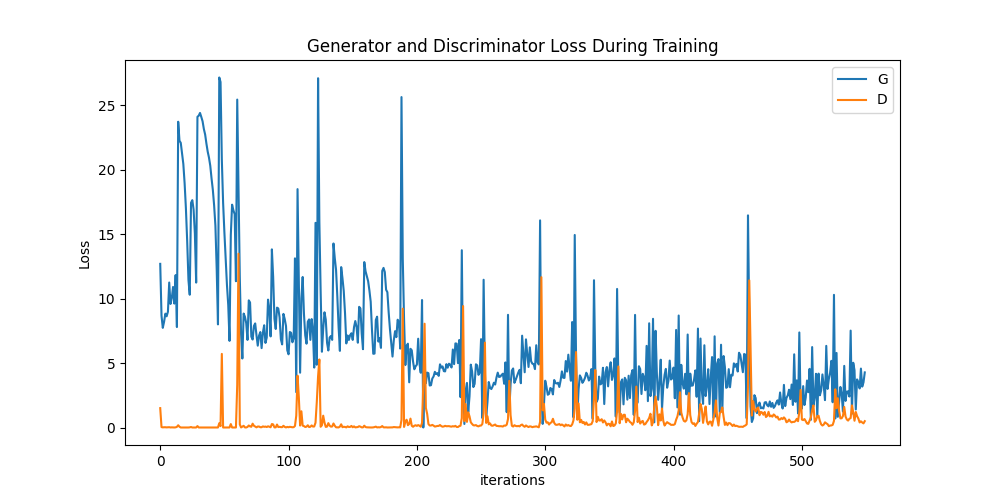 Generator and Discriminator Loss During Training
G
D
Loss
25
20
15
10
5
0
0 100 200 300 400 500
iterations